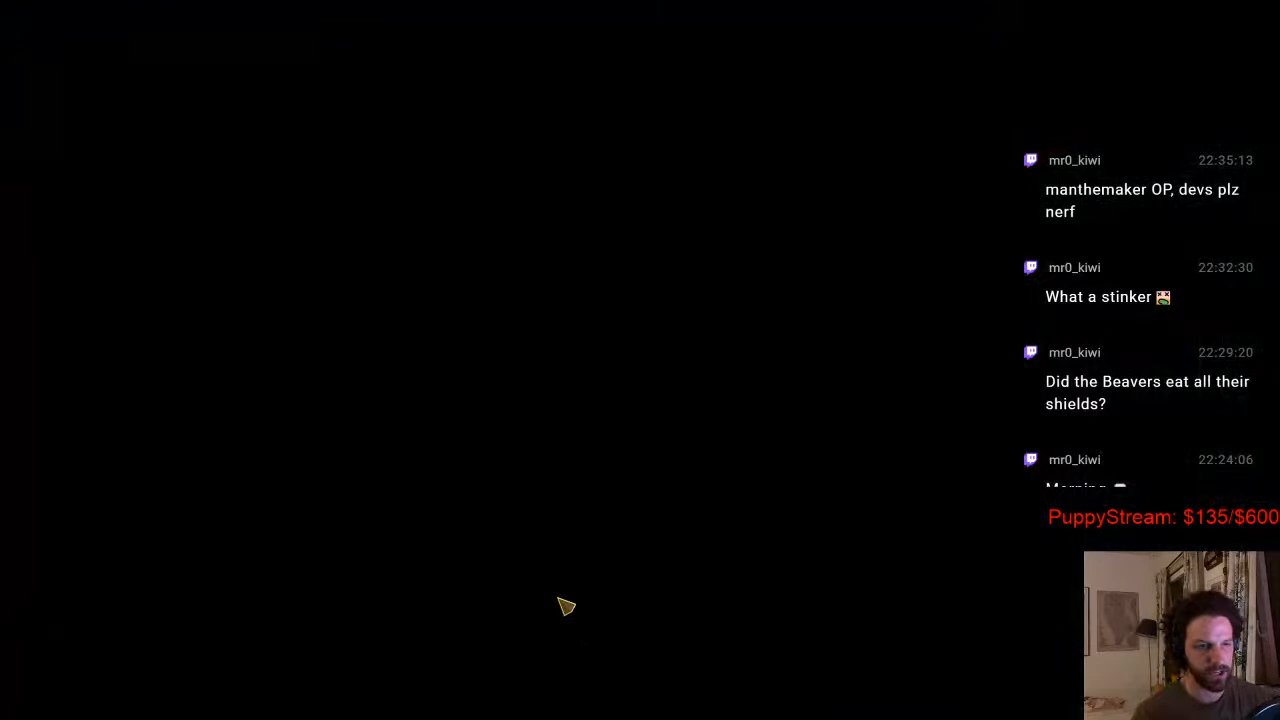 mr0_kiwi 22:35:13
manthemaker OP, devs plz
nerf
mr0_kiwi 22:32:30
What a stinker
mr0_kiwi 22:29:20
Did the Beavers eat all their
shields?
mr0_kiwi 22:24:06
Morning
PuppyStream: $135/$600